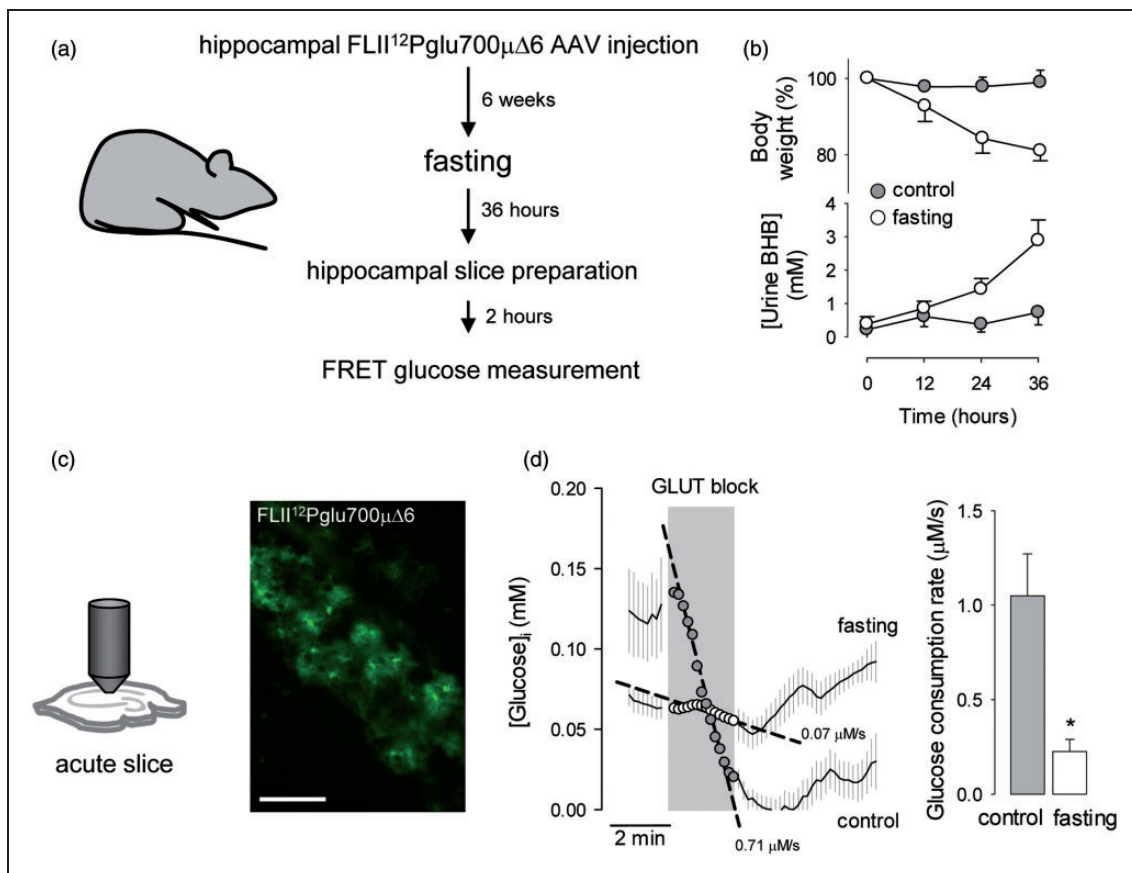 (a)
hippocampal FLII¹²Pglu700μΔ6 AAV injection
6 weeks
fasting
36 hours
hippocampal slice preparation
2 hours
FRET glucose measurement
(b)
Body
weight (%)
100
80
control
fasting
[Urine BHB]
(mM)
4
3
2
1
0
0 12 24 36
Time (hours)
(c)
FLII¹²Pglu700μΔ6
acute slice
(d)
GLUT block
[Glucose]i (mM)
0.20
0.15
0.10
0.05
0.00
fasting
0.07 μM/s
control
0.71 μM/s
2 min
Glucose consumption rate (μM/s)
1.5
1.0
0.5
0.0
*
control fasting